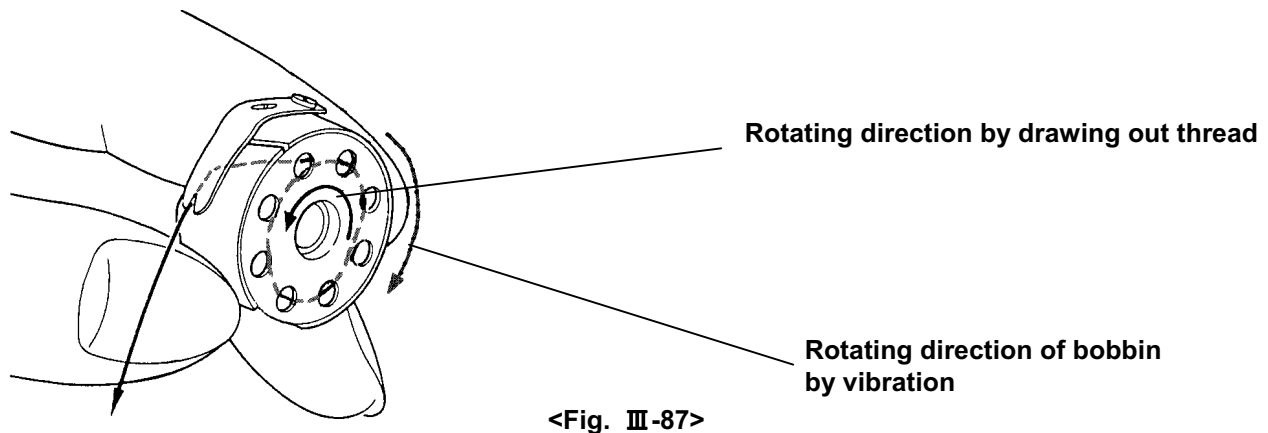 Rotating direction by drawing out thread
Rotating direction of bobbin
by vibration
<Fig. Ⅲ-87>